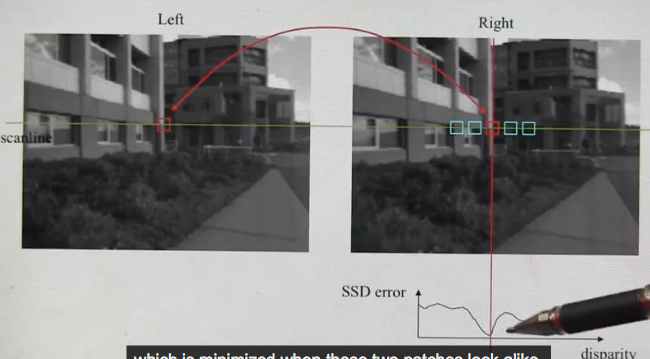 Left
Right
scanline
SSD error
disparity
which is minimized when these two patches look alike